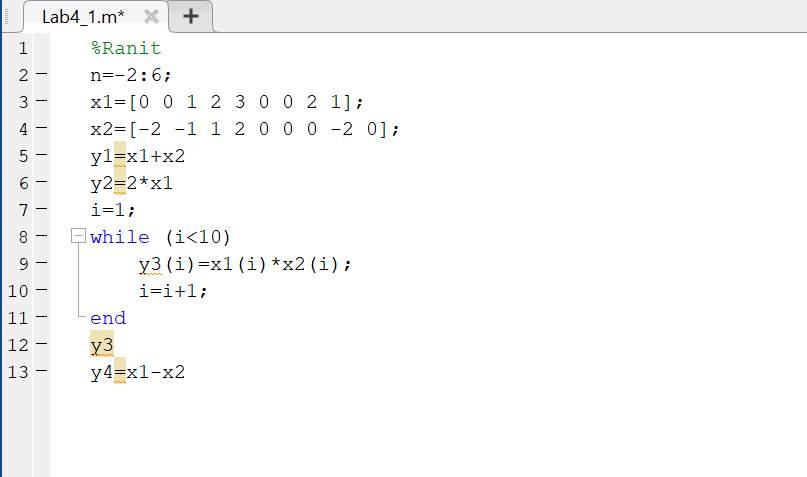 Lab4_1.m* × +
1 %Ranit
2 – n=-2:6;
3 – x1=[0 0 1 2 3 0 0 2 1];
4 – x2=[-2 -1 1 2 0 0 0 -2 0];
5 – y1=x1+x2
6 – y2=2*x1
7 – i=1;
8 – while (i<10)
9 – y3(i)=x1(i)*x2(i);
10 – i=i+1;
11 – end
12 – y3
13 – y4=x1-x2